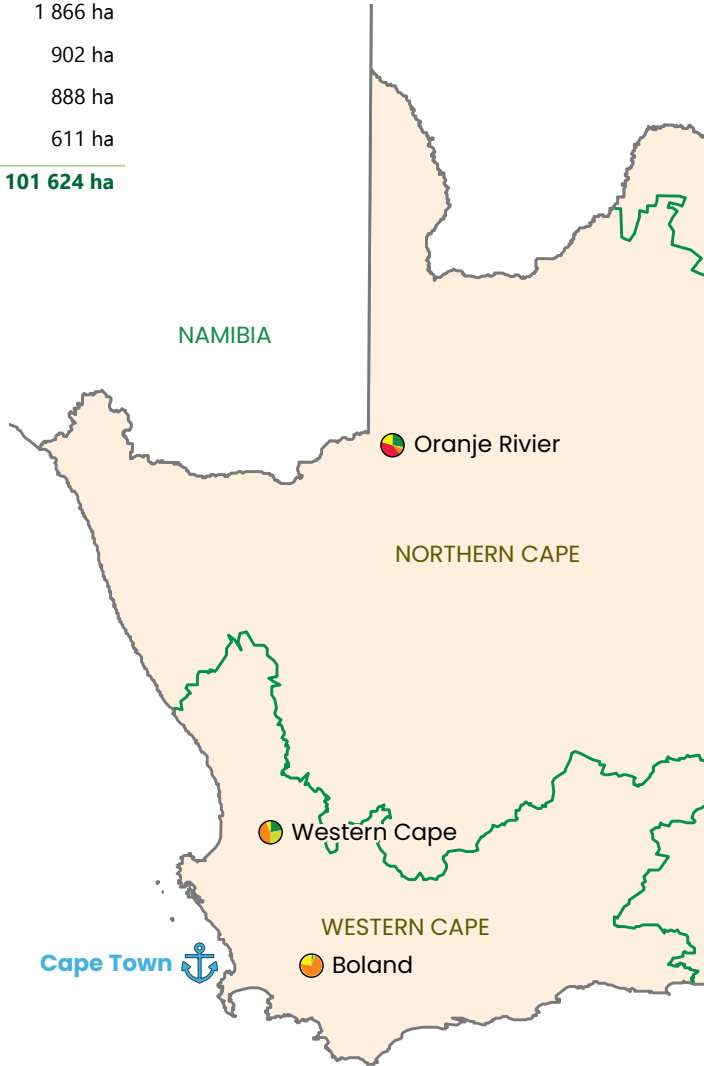 1 866 ha
902 ha
888 ha
611 ha
101 624 ha
NAMIBIA
Oranje Rivier
NORTHERN CAPE
Western Cape
WESTERN CAPE
Cape Town
Boland